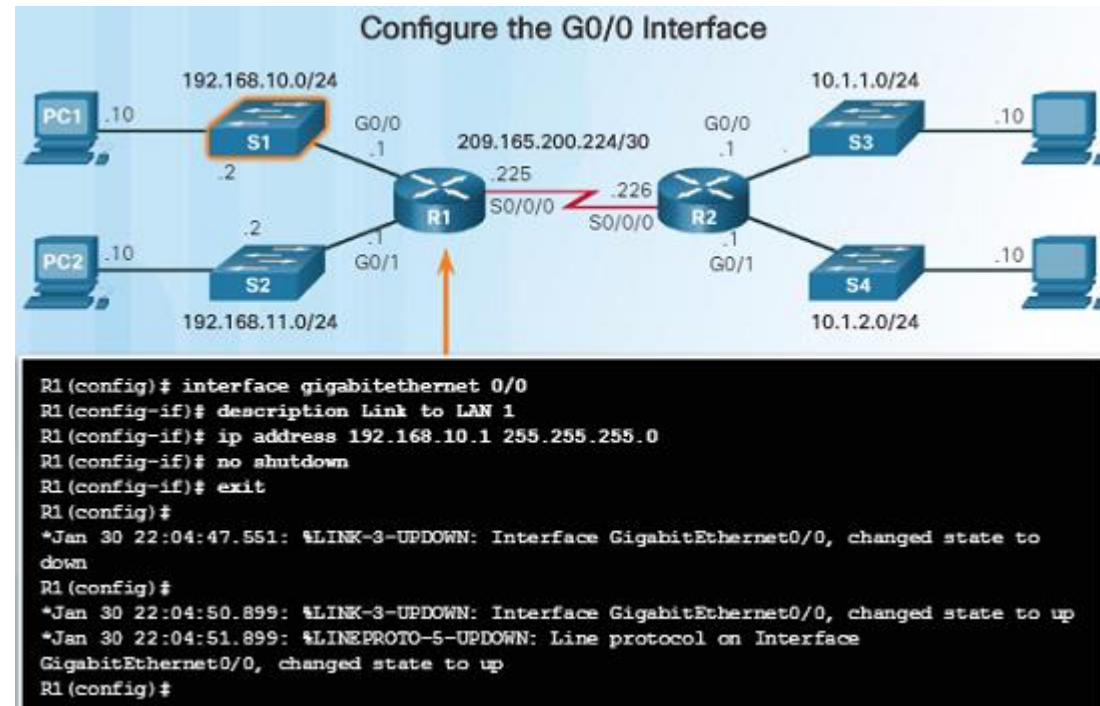 Configure the G0/0 Interface
192.168.10.0/24
10.1.1.0/24
PC1 .10
S1
G0/0
.1
209.165.200.224/30
G0/0
.1
S3
.10
.2
.225
.226
R1
S0/0/0
S0/0/0
R2
PC2 .10
.2
S2
.1
G0/1
.1
G0/1
S4
.10
192.168.11.0/24
10.1.2.0/24
R1(config)# interface gigabitethernet 0/0
R1(config-if)# description Link to LAN 1
R1(config-if)# ip address 192.168.10.1 255.255.255.0
R1(config-if)# no shutdown
R1(config-if)# exit
R1(config)#
*Jan 30 22:04:47.551: %LINK-3-UPDOWN: Interface GigabitEthernet0/0, changed state to
down
R1(config)#
*Jan 30 22:04:50.899: %LINK-3-UPDOWN: Interface GigabitEthernet0/0, changed state to up
*Jan 30 22:04:51.899: %LINEPROTO-5-UPDOWN: Line protocol on Interface
GigabitEthernet0/0, changed state to up
R1(config)#